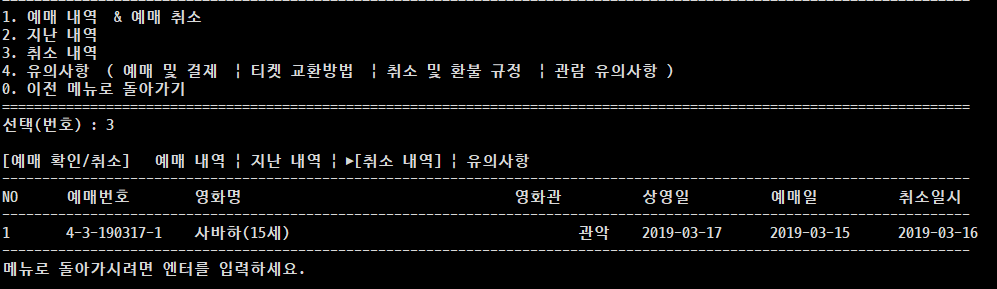 1. 예매 내역  & 예매 취소
2. 지난 내역
3. 취소 내역
4. 유의사항  ( 예매 및 결제  ¦ 티켓 교환방법  ¦ 취소 및 환불 규정  ¦ 관람 유의사항 )
0. 이전 메뉴로 돌아가기
선택(번호) : 3
[예매 확인/취소]   예매 내역 ¦ 지난 내역 ¦ ▶[취소 내역] ¦ 유의사항
NO 예매번호 영화명 영화관 상영일 예매일 취소일시
1 4-3-190317-1 사바하(15세) 관악 2019-03-17 2019-03-15 2019-03-16
메뉴로 돌아가시려면 엔터를 입력하세요.